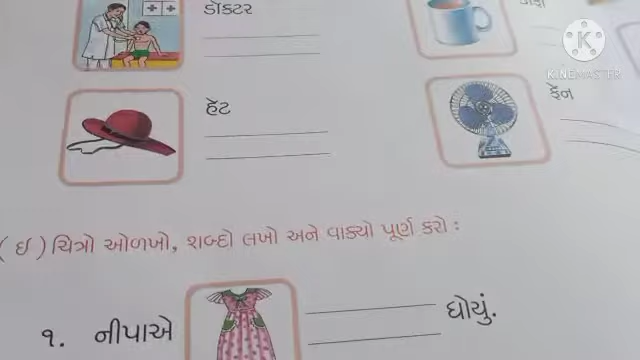 ડૉક્ટર
KINEMASTER
હૅટ
ફૅન
(ઈ) ચિત્રો ઓળખો, શબ્દો લખો અને વાક્યો પૂર્ણ કરો :
૧. નીપાએ ધોયું.